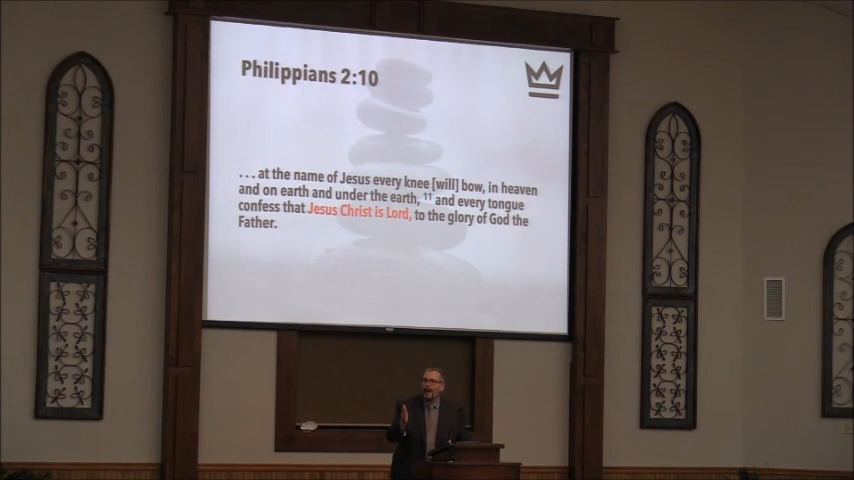 Philippians 2:10
. . . at the name of Jesus every knee [will] bow, in heaven
and on earth and under the earth, 11 and every tongue
confess that Jesus Christ is Lord, to the glory of God the
Father.